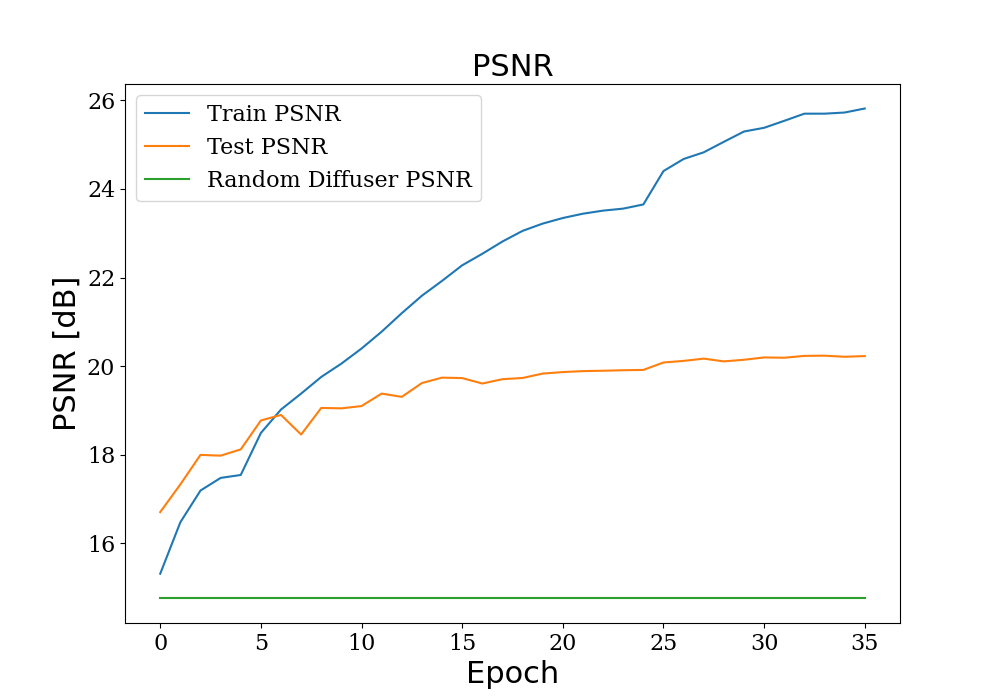 PSNR
Train PSNR
Test PSNR
Random Diffuser PSNR
PSNR [dB]
26
24
22
20
18
16
0 5 10 15 20 25 30 35
Epoch